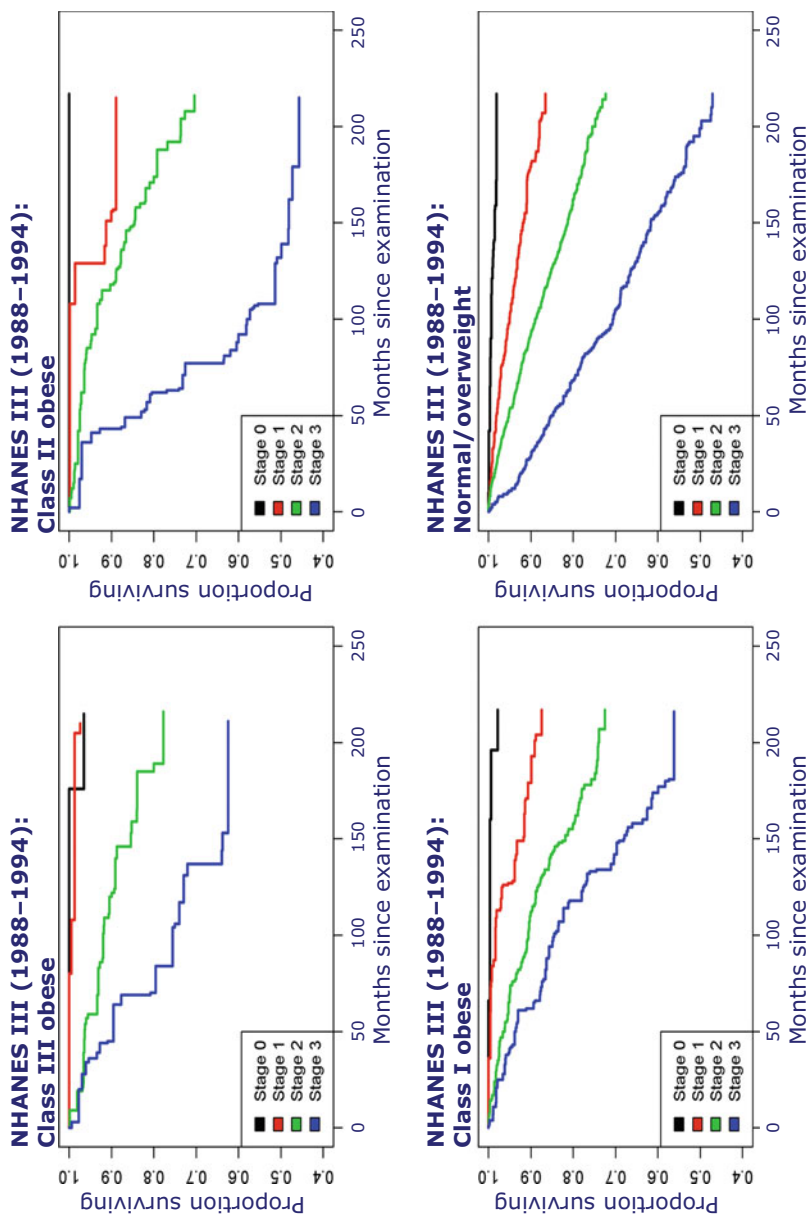 NHANES III (1988–1994):
Class III obese
Proportion surviving
1.0
0.9
0.8
0.7
0.6
0.5
0.4
Stage 0
Stage 1
Stage 2
Stage 3
0 50 100 150 200 250
Months since examination
NHANES III (1988–1994):
Class II obese
Proportion surviving
1.0
0.9
0.8
0.7
0.6
0.5
0.4
Stage 0
Stage 1
Stage 2
Stage 3
0 50 100 150 200 250
Months since examination
NHANES III (1988–1994):
Class I obese
Proportion surviving
1.0
0.9
0.8
0.7
0.6
0.5
0.4
Stage 0
Stage 1
Stage 2
Stage 3
0 50 100 150 200 250
Months since examination
NHANES III (1988–1994):
Normal/overweight
Proportion surviving
1.0
0.9
0.8
0.7
0.6
0.5
0.4
Stage 0
Stage 1
Stage 2
Stage 3
0 50 100 150 200 250
Months since examination